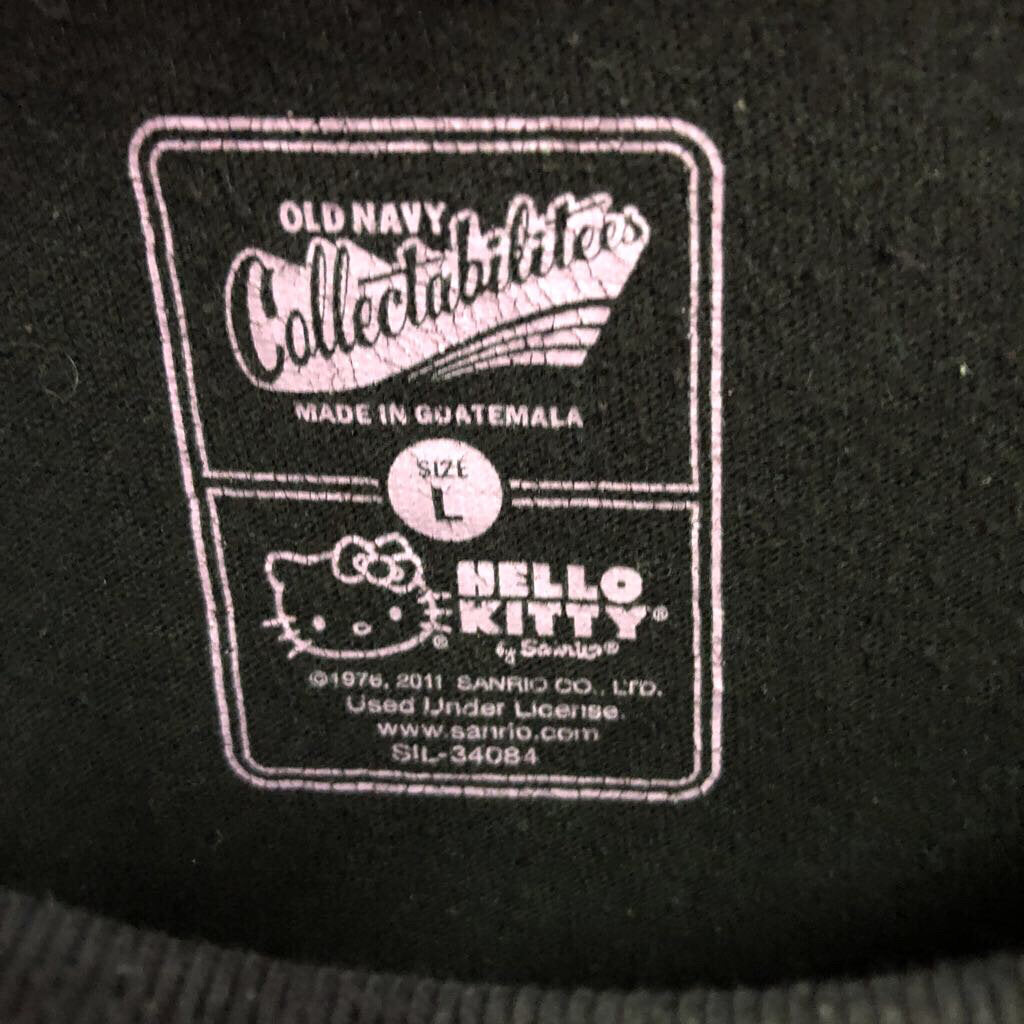 OLD NAVY
Collectabilitees
MADE IN GUATEMALA
SIZE
L
HELLO
KITTY®
by Sanrio®
®
©1976, 2011 SANRIO CO., LTD.
Used Under License.
www.sanrio.com
SIL-34084